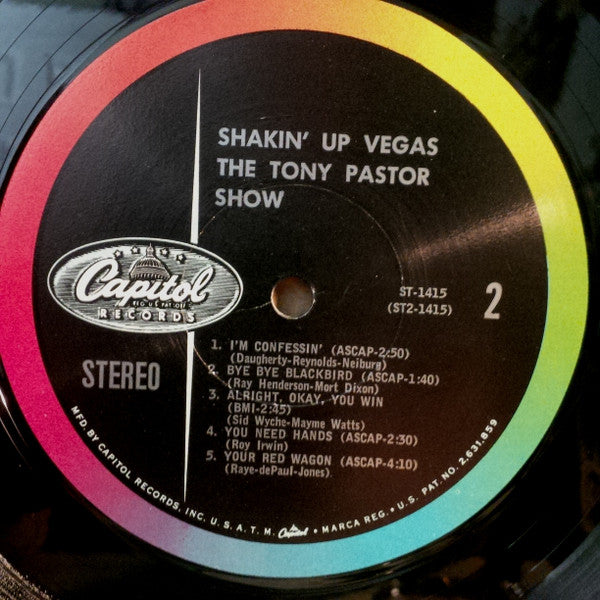 SHAKIN' UP VEGAS
THE TONY PASTOR
SHOW
Capitol
REG. U.S. PAT. OFF.
RECORDS
ST-1415
(ST2-1415)
2
STEREO
1. I'M CONFESSIN' (ASCAP-2:50)
(Daugherty-Reynolds-Neiburg)
2. BYE BYE BLACKBIRD (ASCAP-1:40)
(Ray Henderson-Mort Dixon)
3. ALRIGHT, OKAY, YOU WIN
(BMI-2:45)
(Sid Wyche-Mayme Watts)
4. YOU NEED HANDS (ASCAP-2:30)
(Roy Irwin)
5. YOUR RED WAGON (ASCAP-4:10)
(Raye-dePaul-Jones)
MFD. BY CAPITOL RECORDS, INC. U. S. A. T. M. Capitol • MARCA REG. • U. S. PAT. NO. 2,631,859